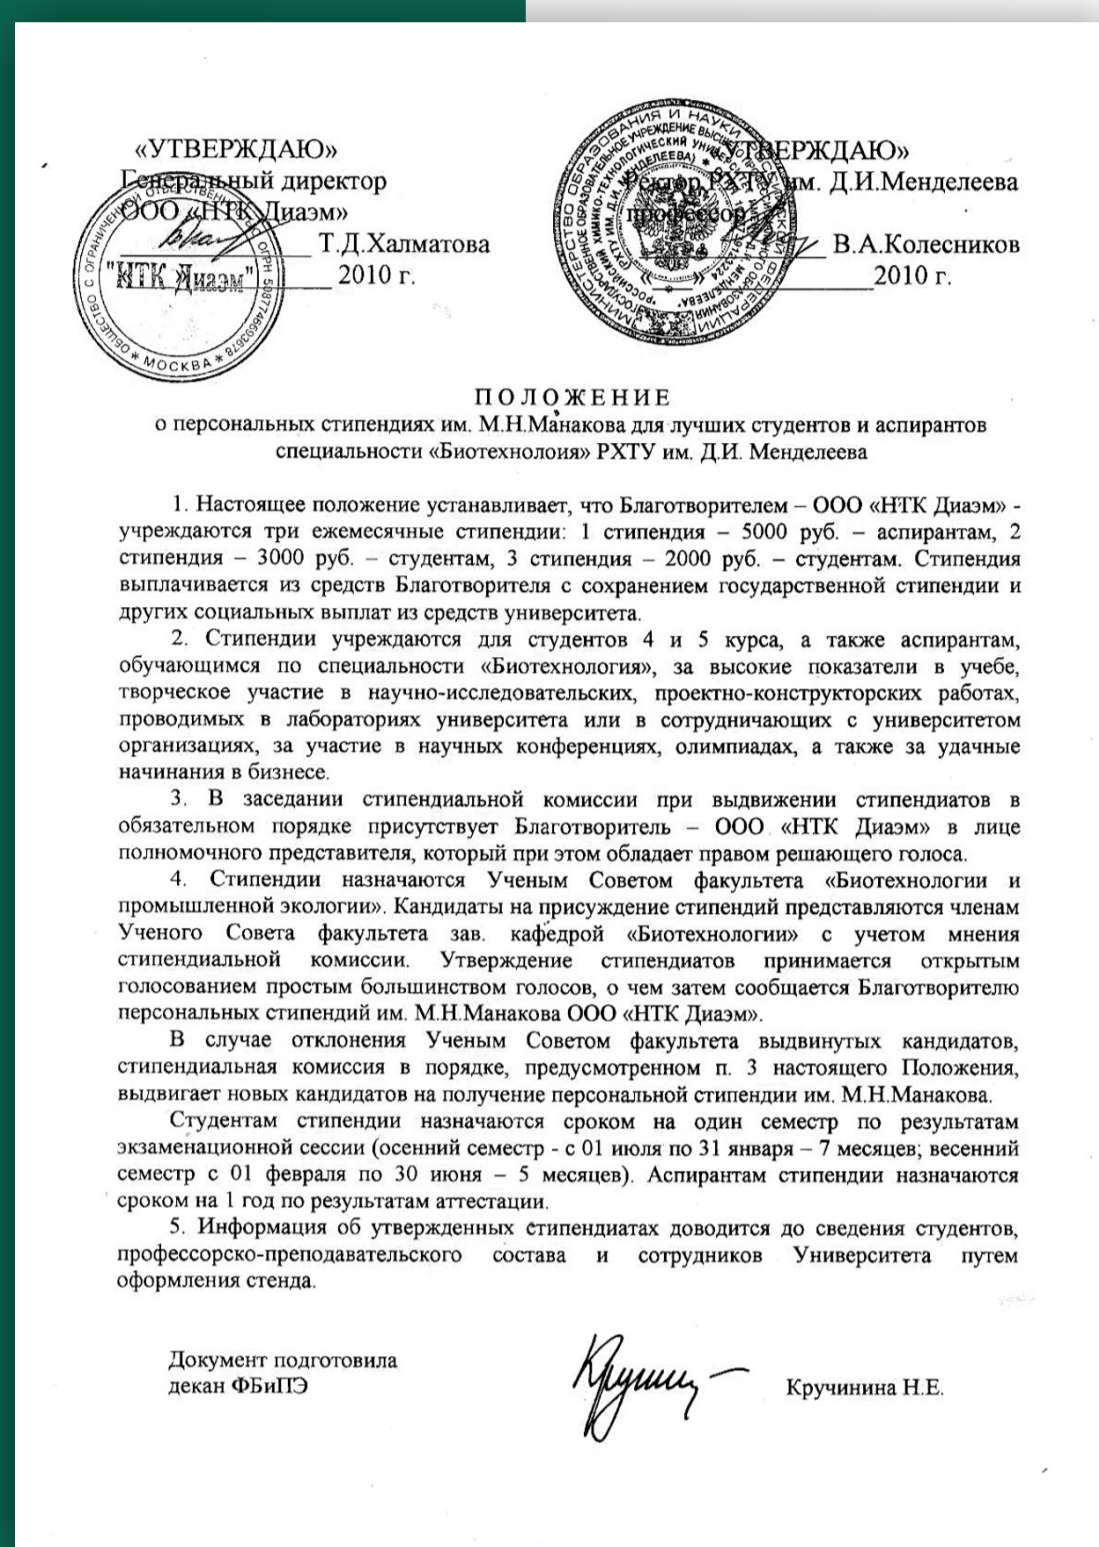 «УТВЕРЖДАЮ»
Генеральный директор
ООО «НТК Диаэм»
Т.Д.Халматова
2010 г.
ОБЩЕСТВО С ОГРАНИЧЕННОЙ ОТВЕТСТВЕННОСТЬЮ ОГРН 5087746693678
"НТК Диаэм"
* МОСКВА *
«УТВЕРЖДАЮ»
Ректор РХТУ им. Д.И.Менделеева
профессор
В.А.Колесников
2010 г.
П О Л О Ж Е Н И Е
о персональных стипендиях им. М.Н.Манакова для лучших студентов и аспирантов
специальности «Биотехнолоия» РХТУ им. Д.И. Менделеева
1. Настоящее положение устанавливает, что Благотворителем – ООО «НТК Диаэм» -
учреждаются три ежемесячные стипендии: 1 стипендия – 5000 руб. – аспирантам, 2
стипендия – 3000 руб. – студентам, 3 стипендия – 2000 руб. – студентам. Стипендия
выплачивается из средств Благотворителя с сохранением государственной стипендии и
других социальных выплат из средств университета.
2. Стипендии учреждаются для студентов 4 и 5 курса, а также аспирантам,
обучающимся по специальности «Биотехнология», за высокие показатели в учебе,
творческое участие в научно-исследовательских, проектно-конструкторских работах,
проводимых в лабораториях университета или в сотрудничающих с университетом
организациях, за участие в научных конференциях, олимпиадах, а также за удачные
начинания в бизнесе.
3. В заседании стипендиальной комиссии при выдвижении стипендиатов в
обязательном порядке присутствует Благотворитель – ООО «НТК Диаэм» в лице
полномочного представителя, который при этом обладает правом решающего голоса.
4. Стипендии назначаются Ученым Советом факультета «Биотехнологии и
промышленной экологии». Кандидаты на присуждение стипендий представляются членам
Ученого Совета факультета зав. кафедрой «Биотехнологии» с учетом мнения
стипендиальной комиссии. Утверждение стипендиатов принимается открытым
голосованием простым большинством голосов, о чем затем сообщается Благотворителю
персональных стипендий им. М.Н.Манакова ООО «НТК Диаэм».
В случае отклонения Ученым Советом факультета выдвинутых кандидатов,
стипендиальная комиссия в порядке, предусмотренном п. 3 настоящего Положения,
выдвигает новых кандидатов на получение персональной стипендии им. М.Н.Манакова.
Студентам стипендии назначаются сроком на один семестр по результатам
экзаменационной сессии (осенний семестр - с 01 июля по 31 января – 7 месяцев; весенний
семестр с 01 февраля по 30 июня – 5 месяцев). Аспирантам стипендии назначаются
сроком на 1 год по результатам аттестации.
5. Информация об утвержденных стипендиатах доводится до сведения студентов,
профессорско-преподавательского состава и сотрудников Университета путем
оформления стенда.
Документ подготовила
декан ФБиПЭ
Кручинина Н.Е.